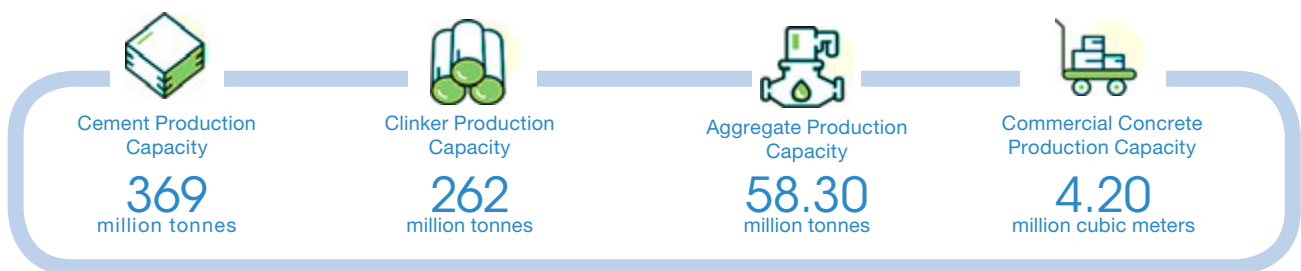 Cement Production
Capacity
369
million tonnes
Clinker Production
Capacity
262
million tonnes
Aggregate Production
Capacity
58.30
million tonnes
Commercial Concrete
Production Capacity
4.20
million cubic meters